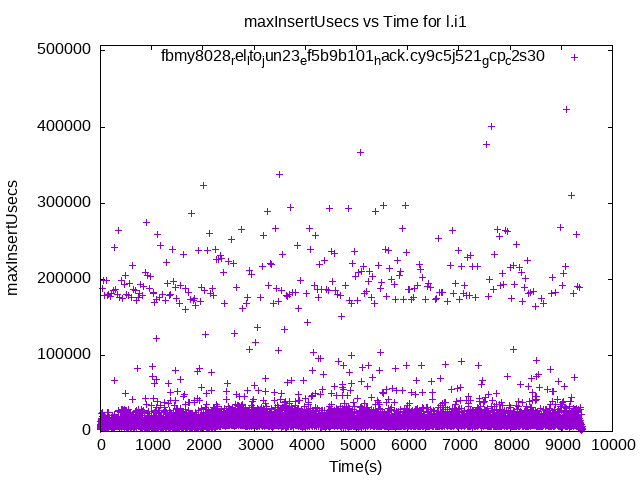 maxInsertUsecs vs Time for l.i1
fbmy8028relltojun23ef5b9b101hack.cy9c5j521gcpc2s30
500000
400000
300000
200000
100000
0
maxInsertUsecs
0 1000 2000 3000 4000 5000 6000 7000 8000 9000 10000
Time(s)